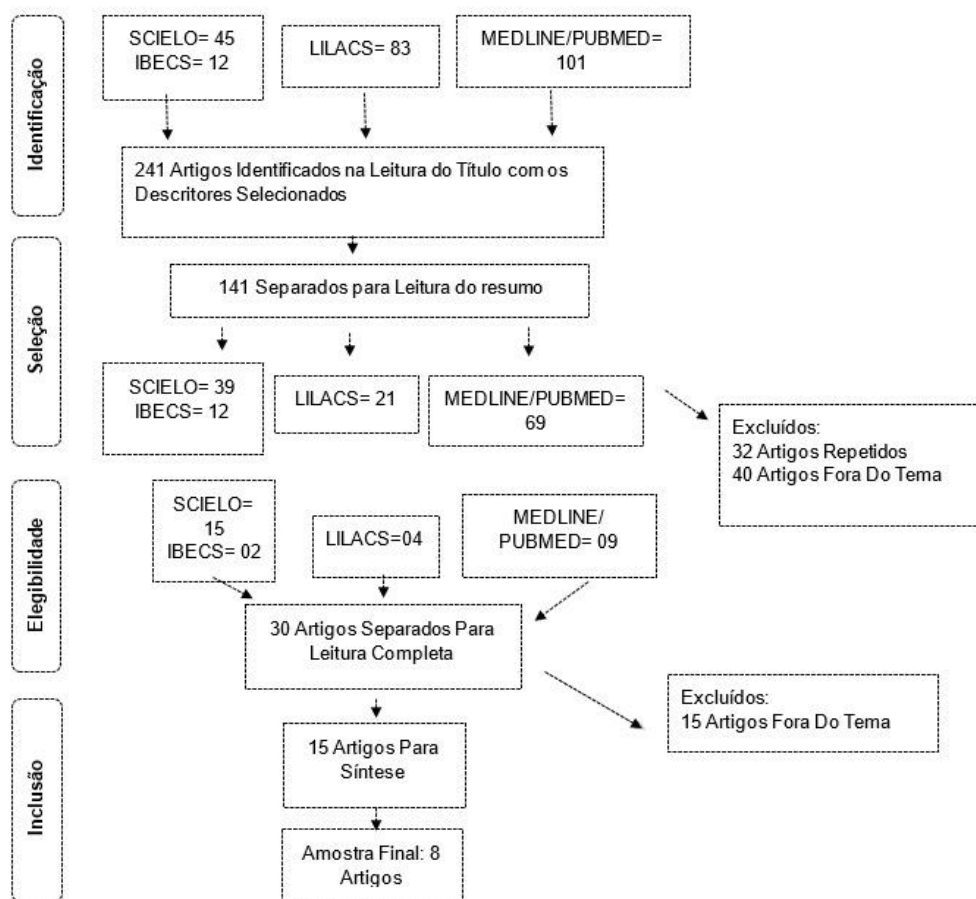 Identificação
SCIELO= 45
IBECS= 12
LILACS= 83
MEDLINE/PUBMED=
101
241 Artigos Identificados na Leitura do Título com os
Descritores Selecionados
Seleção
141 Separados para Leitura do resumo
SCIELO= 39
IBECS= 12
LILACS= 21
MEDLINE/PUBMED=
69
Excluídos:
32 Artigos Repetidos
40 Artigos Fora Do Tema
Elegibilidade
SCIELO=
15
IBECS= 02
LILACS=04
MEDLINE/
PUBMED= 09
30 Artigos Separados Para
Leitura Completa
Excluídos:
15 Artigos Fora Do Tema
Inclusão
15 Artigos Para
Síntese
Amostra Final: 8
Artigos